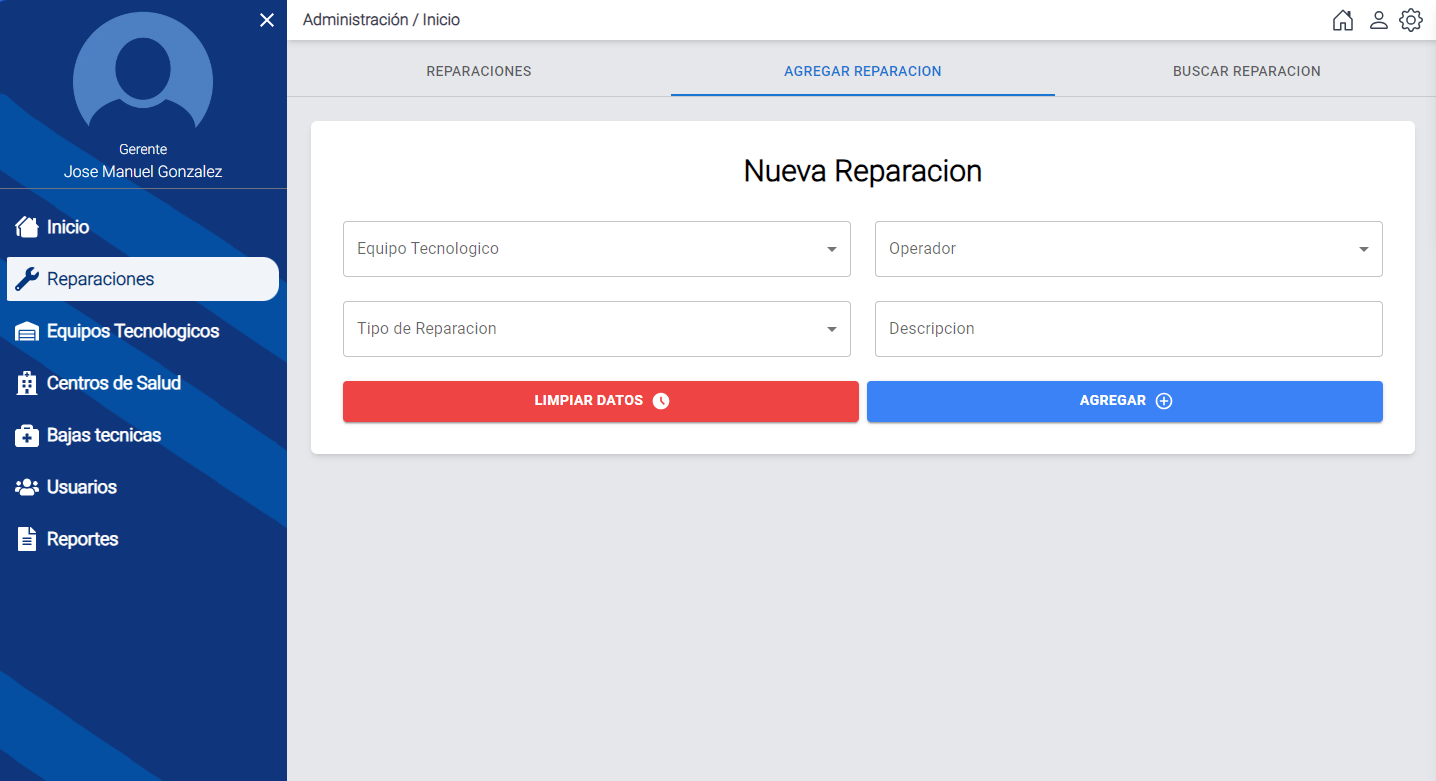 Gerente
Jose Manuel Gonzalez
Inicio
Reparaciones
Equipos Tecnologicos
Centros de Salud
Bajas tecnicas
Usuarios
Reportes
Administración / Inicio
REPARACIONES
AGREGAR REPARACION
BUSCAR REPARACION
Nueva Reparacion
Equipo Tecnologico
Operador
Tipo de Reparacion
Descripcion
LIMPIAR DATOS
AGREGAR